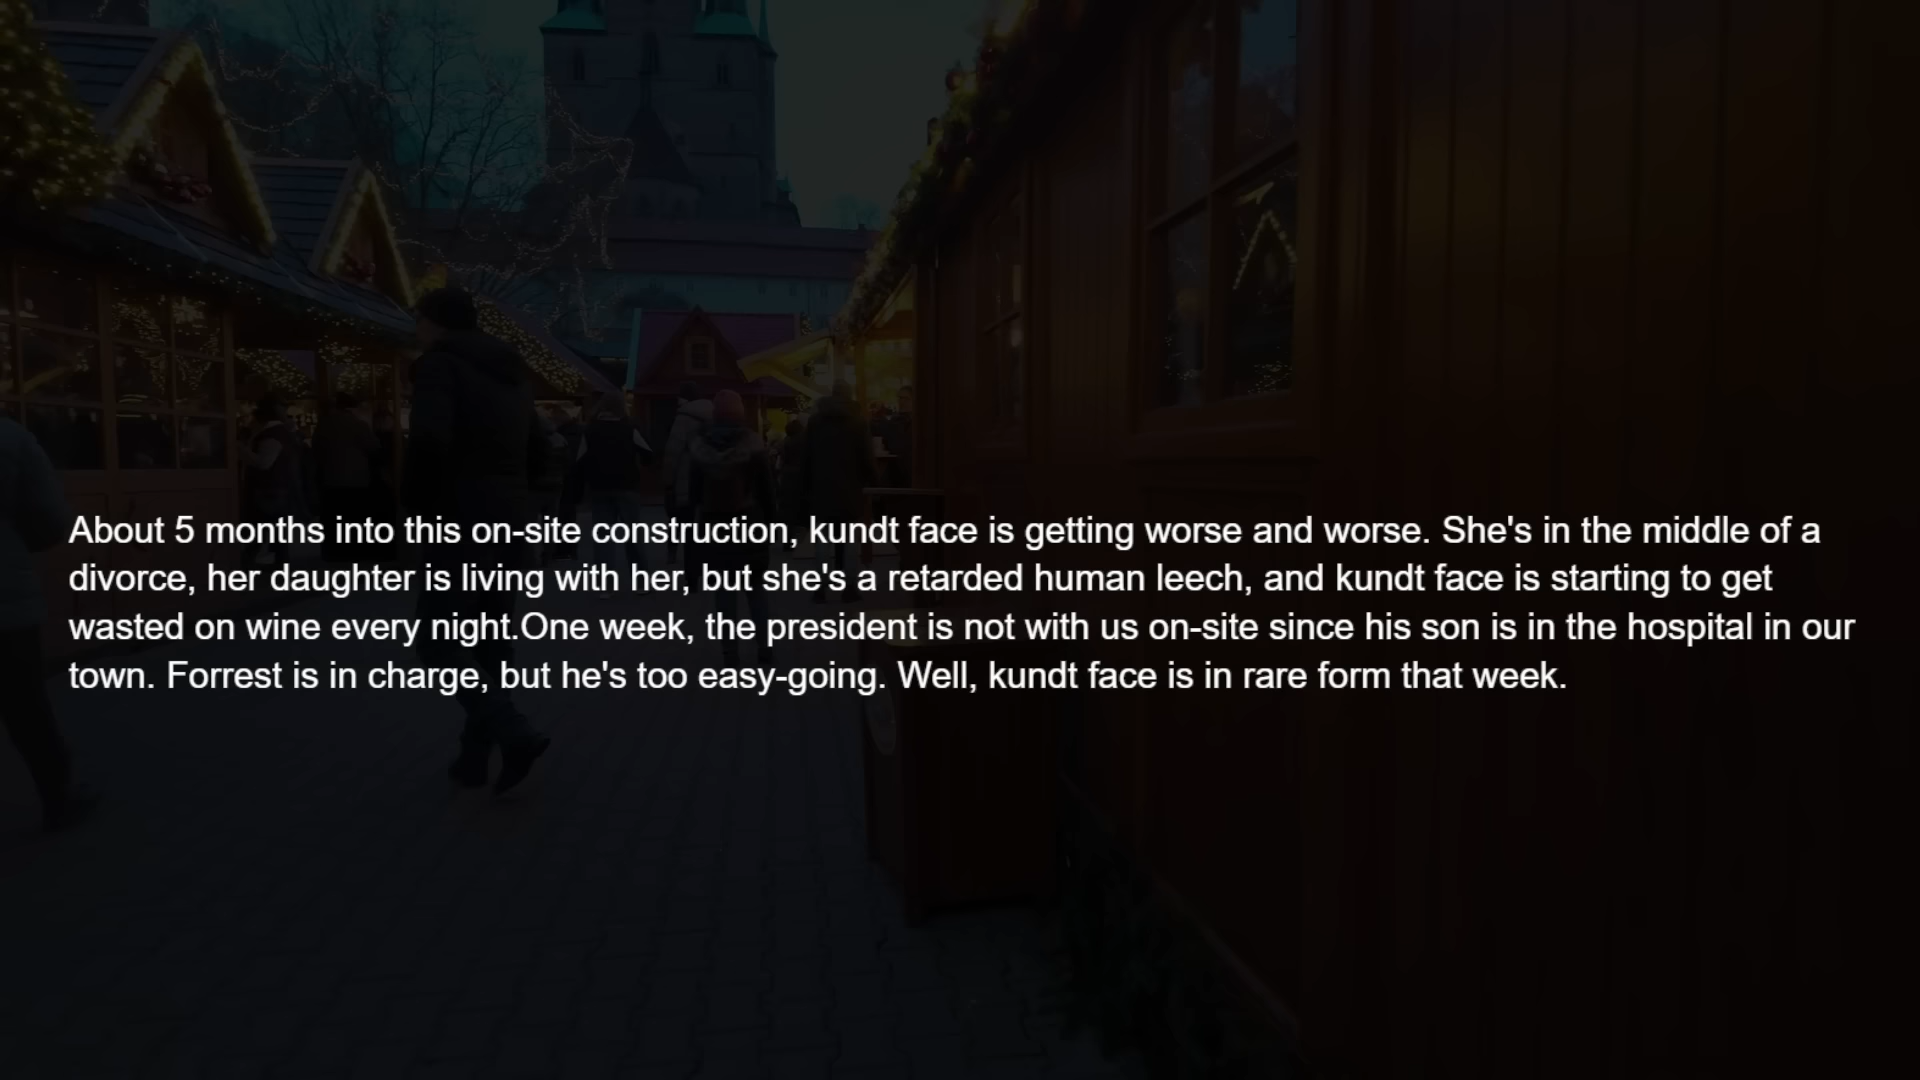 About 5 months into this on-site construction, kundt face is getting worse and worse. She's in the middle of a
divorce, her daughter is living with her, but she's a retarded human leech, and kundt face is starting to get
wasted on wine every night.One week, the president is not with us on-site since his son is in the hospital in our
town. Forrest is in charge, but he's too easy-going. Well, kundt face is in rare form that week.